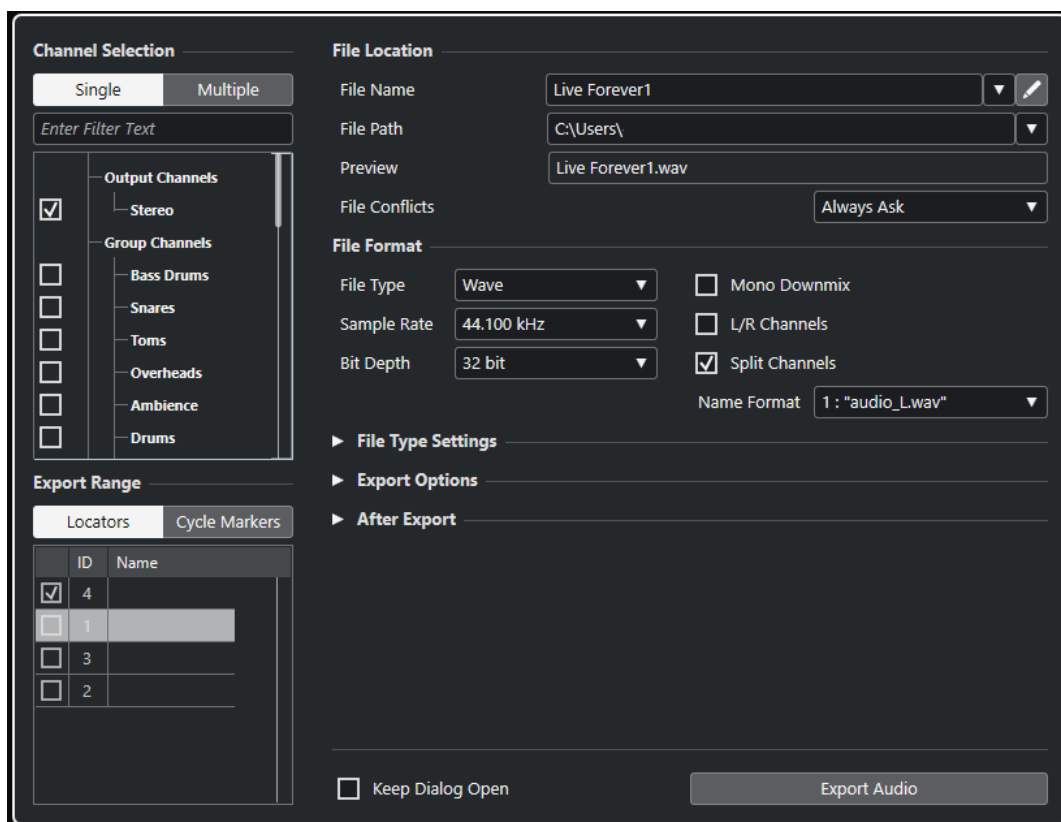 Channel Selection
Single
Multiple
Enter Filter Text
Output Channels
Stereo
Group Channels
Bass Drums
Snares
Toms
Overheads
Ambience
Drums
Export Range
Locators
Cycle Markers
ID Name
4
1
3
2
File Location
File Name Live Forever1
File Path C:\Users\
Preview Live Forever1.wav
File Conflicts Always Ask
File Format
File Type Wave Mono Downmix
Sample Rate 44.100 kHz L/R Channels
Bit Depth 32 bit Split Channels
Name Format 1 : "audio_L.wav"
File Type Settings
Export Options
After Export
Keep Dialog Open
Export Audio